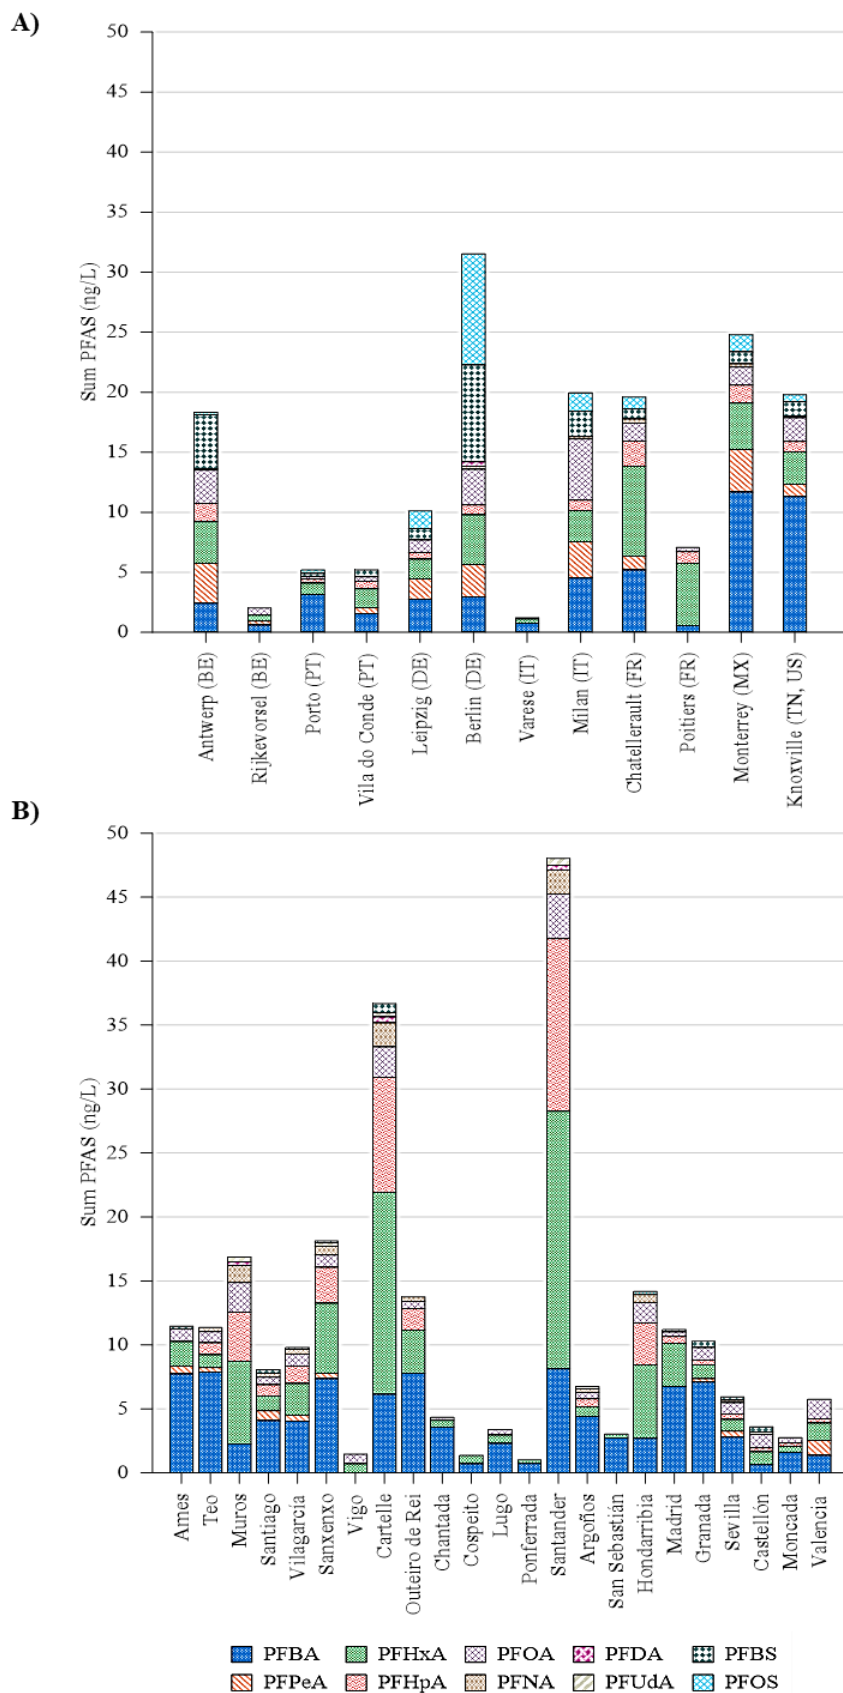 A)
50
45
40
35
30
25
20
15
10
5
0
Sum PFAS (ng/L)
Antwerp (BE)
Rijkevorsel (BE)
Porto (PT)
Vila do Conde (PT)
Leipzig (DE)
Berlin (DE)
Varese (IT)
Milan (IT)
Chatellerault (FR)
Poitiers (FR)
Monterrey (MX)
Knoxville (TN, US)
B)
50
45
40
35
30
25
20
15
10
5
0
Sum PFAS (ng/L)
Ames
Teo
Muros
Santiago
Vilagarcía
Sanxenxo
Vigo
Cartelle
Outeiro de Rei
Chantada
Cospeito
Lugo
Ponferrada
Santander
Argoños
San Sebastián
Hondarribia
Madrid
Granada
Sevilla
Castellón
Moncada
Valencia
PFBA PFHxA PFOA PFDA PFBS
PFPeA PFHpA PFNA PFUdA PFOS